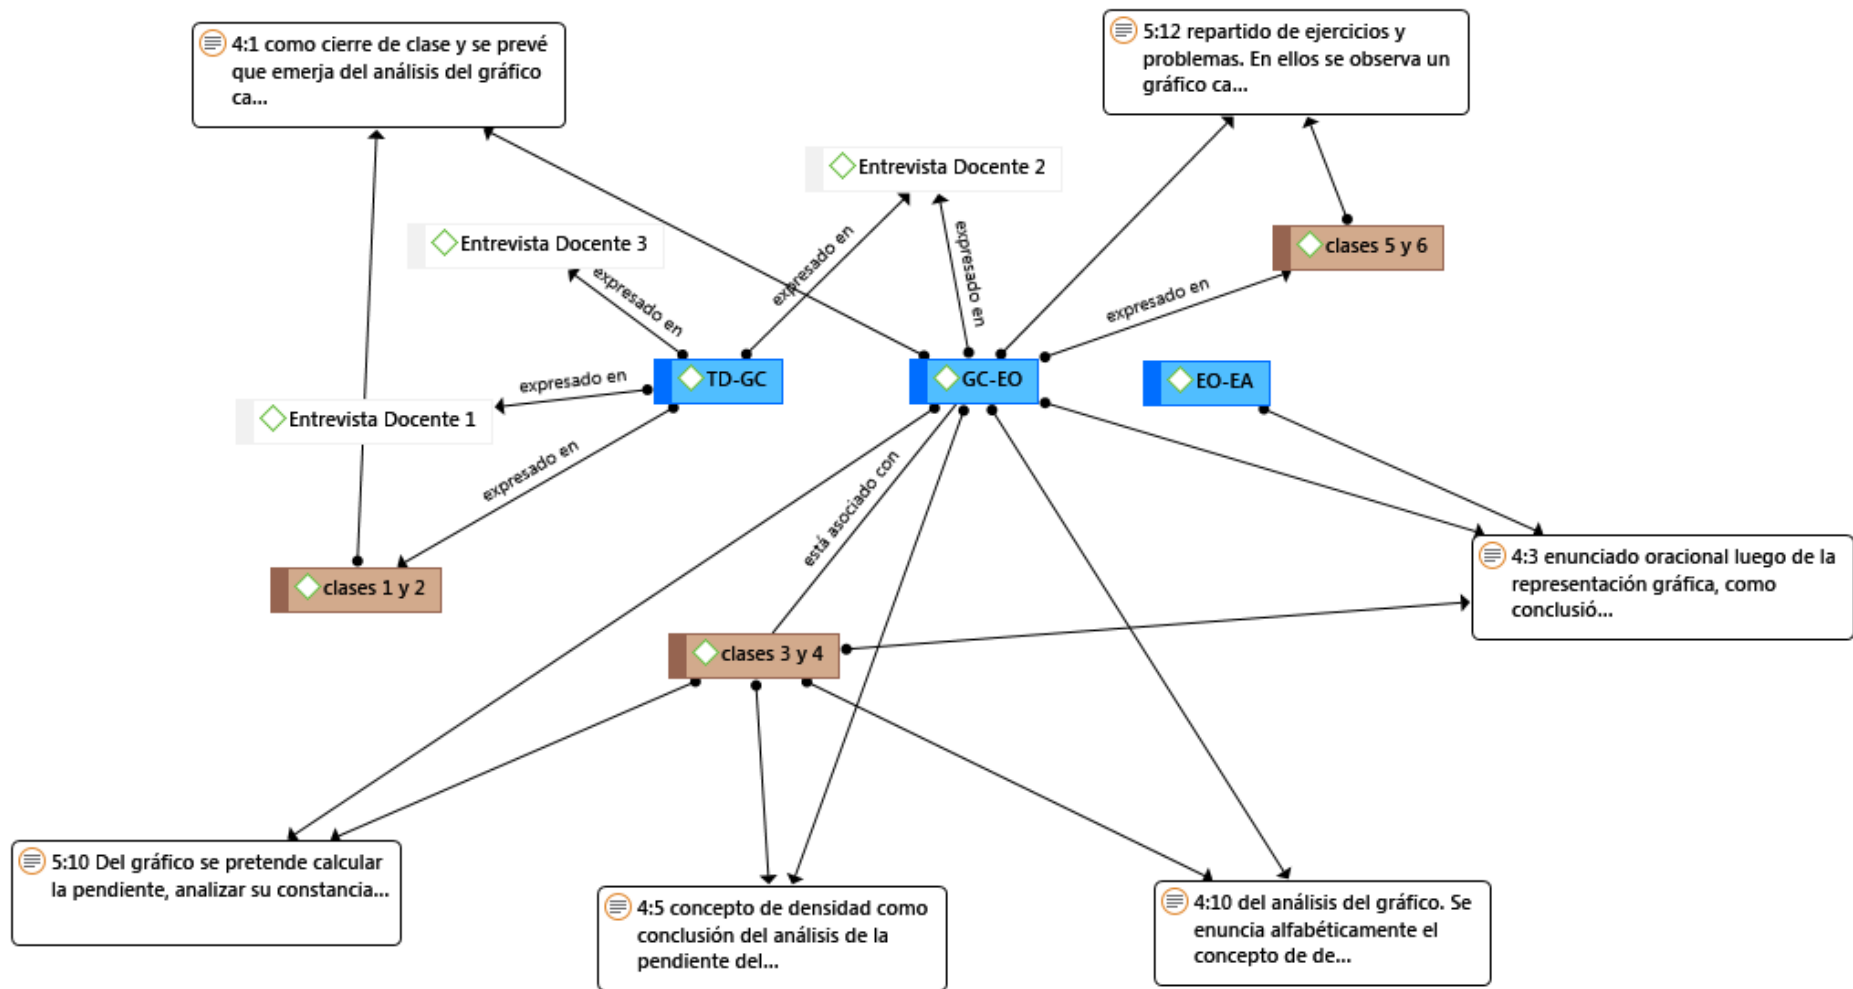 4:1 como cierre de clase y se prevé
que emerja del análisis del gráfico
ca...
5:12 repartido de ejercicios y
problemas. En ellos se observa un
gráfico ca...
Entrevista Docente 2
Entrevista Docente 3
clases 5 y 6
expresado en
expresado en
expresado en
expresado en
TD-GC
GC-EO
EO-EA
expresado en
Entrevista Docente 1
expresado en
está asociado con
4:3 enunciado oracional luego de la
representación gráfica, como
conclusió...
clases 1 y 2
clases 3 y 4
5:10 Del gráfico se pretende calcular
la pendiente, analizar su constancia...
4:5 concepto de densidad como
conclusión del análisis de la
pendiente del...
4:10 del análisis del gráfico. Se
enuncia alfabéticamente el
concepto de de...